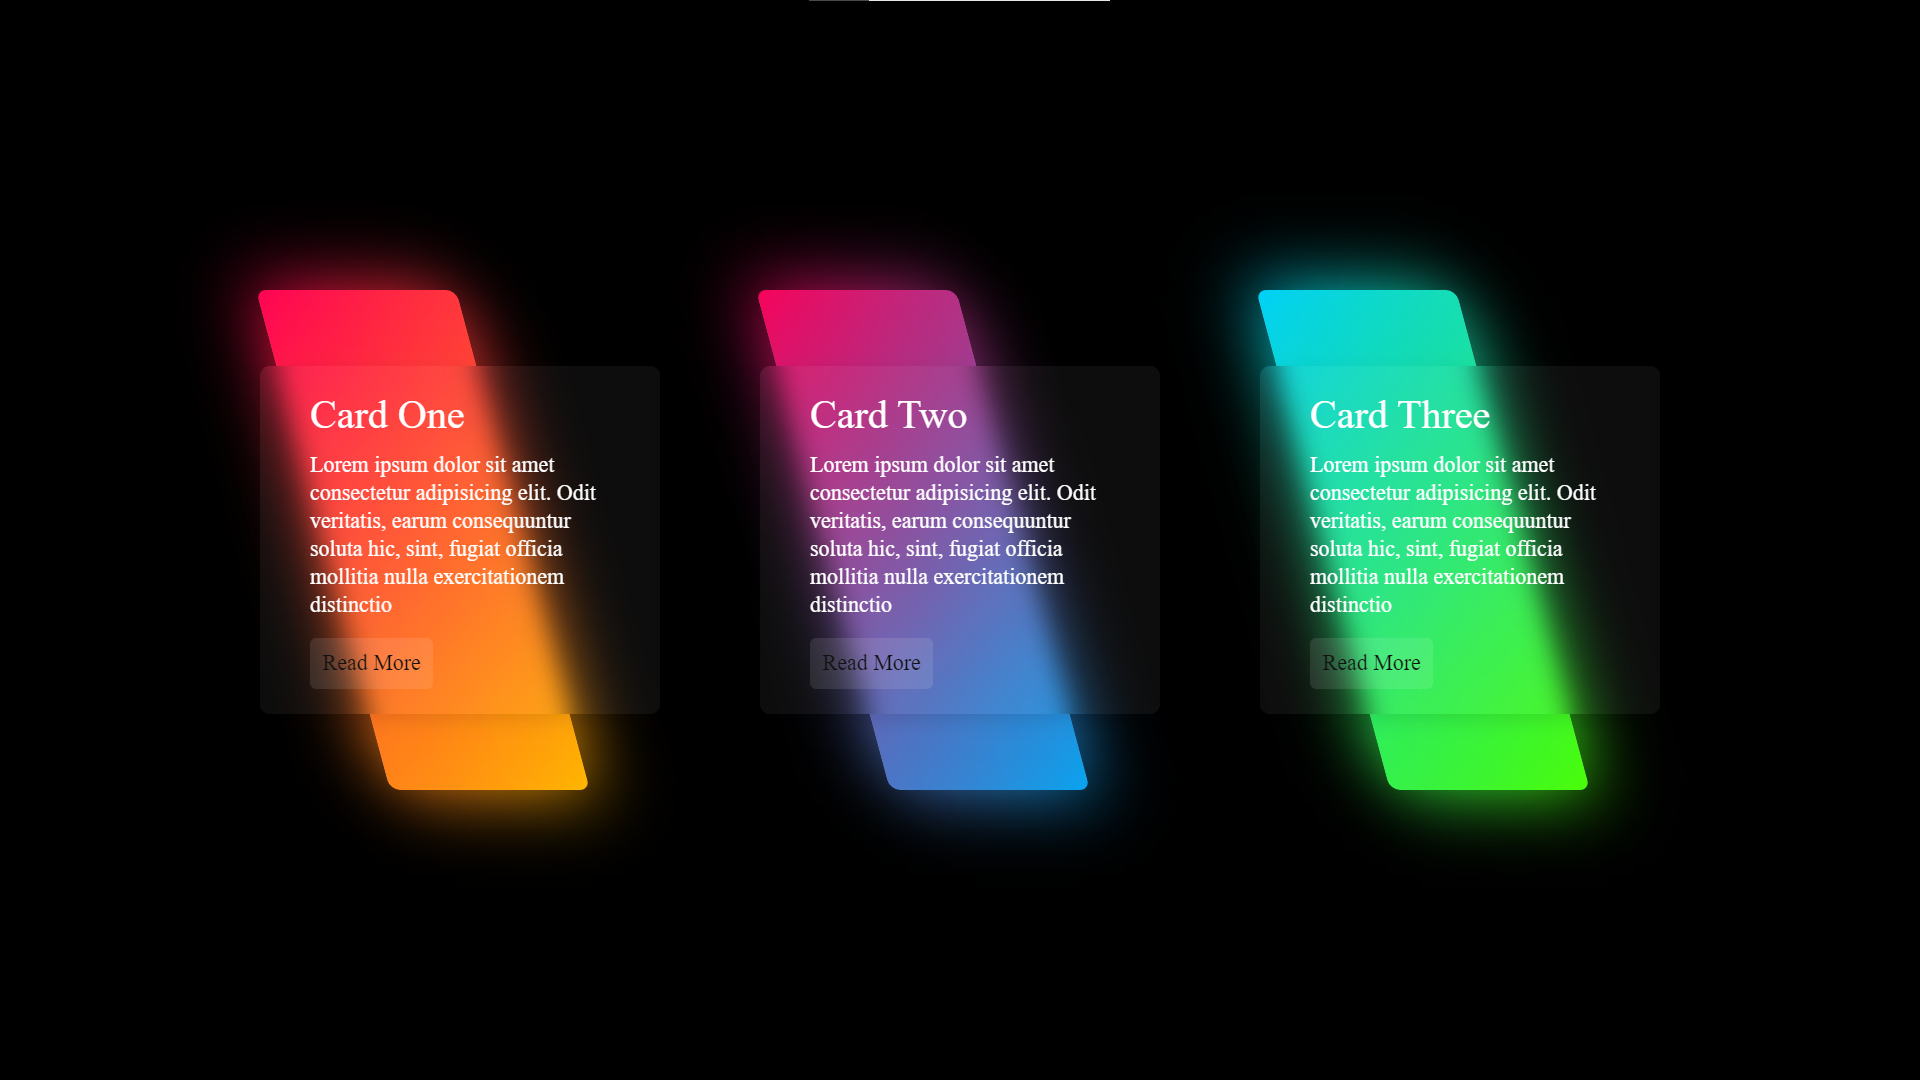 Card One
Lorem ipsum dolor sit amet
consectetur adipisicing elit. Odit
veritatis, earum consequuntur
soluta hic, sint, fugiat officia
mollitia nulla exercitationem
distinctio
Read More
Card Two
Lorem ipsum dolor sit amet
consectetur adipisicing elit. Odit
veritatis, earum consequuntur
soluta hic, sint, fugiat officia
mollitia nulla exercitationem
distinctio
Read More
Card Three
Lorem ipsum dolor sit amet
consectetur adipisicing elit. Odit
veritatis, earum consequuntur
soluta hic, sint, fugiat officia
mollitia nulla exercitationem
distinctio
Read More